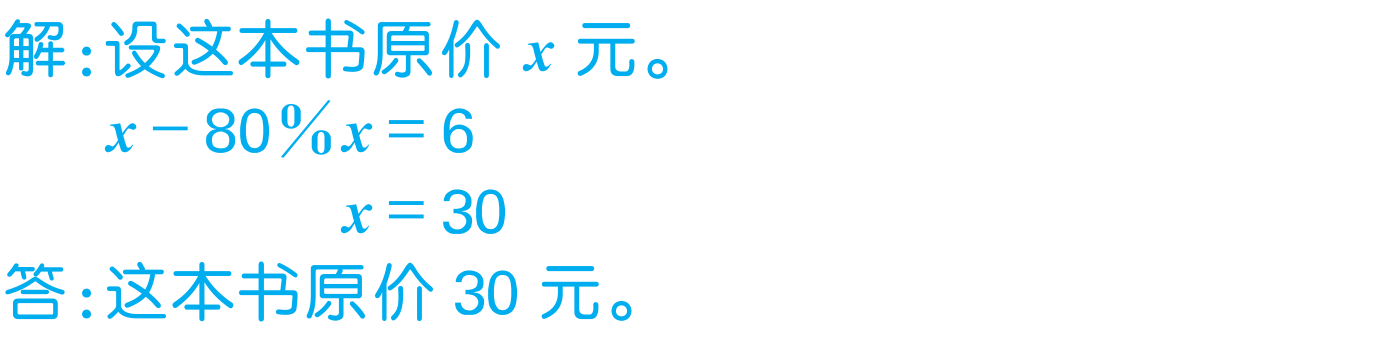 解:设这本书原价 x 元。
x - 80%x = 6
x = 30
答:这本书原价 30 元。